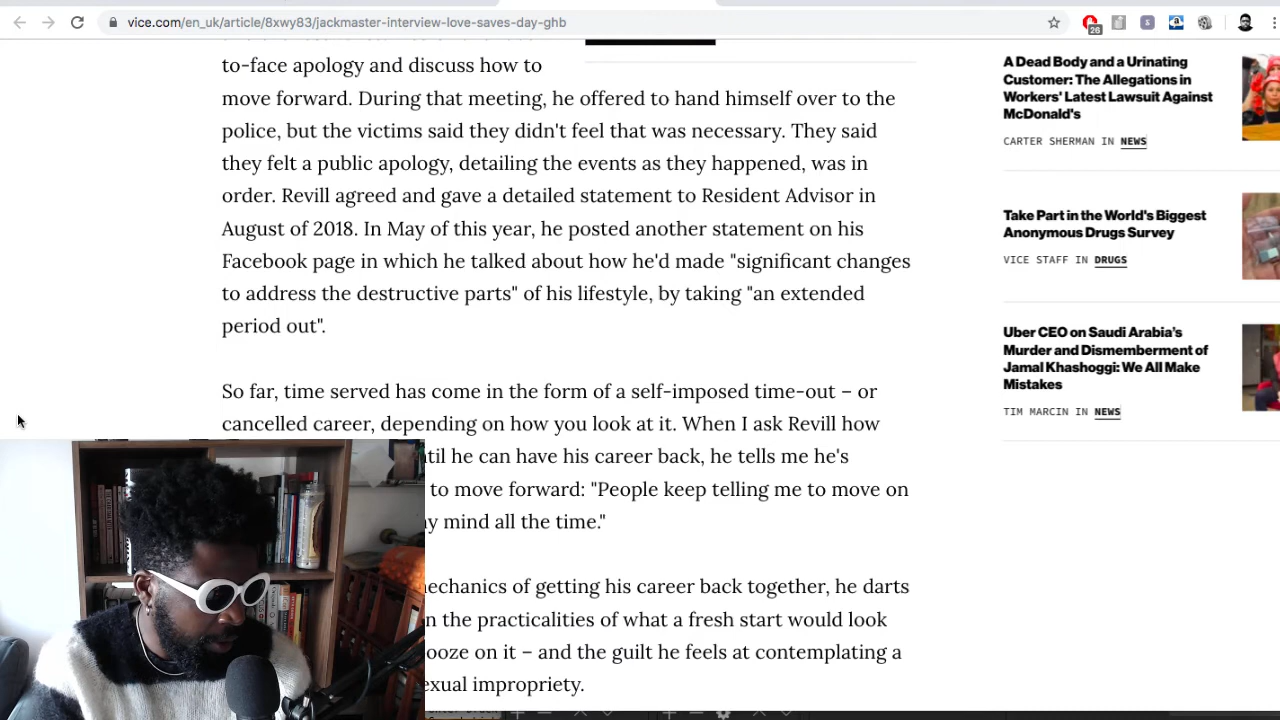 vice.com/en_uk/article/8xwy83/jackmaster-interview-love-saves-day-ghb
28
to-face apology and discuss how to
move forward. During that meeting, he offered to hand himself over to the
police, but the victims said they didn't feel that was necessary. They said
they felt a public apology, detailing the events as they happened, was in
order. Revill agreed and gave a detailed statement to Resident Advisor in
August of 2018. In May of this year, he posted another statement on his
Facebook page in which he talked about how he'd made "significant changes
to address the destructive parts" of his lifestyle, by taking "an extended
period out".
So far, time served has come in the form of a self-imposed time-out – or
cancelled career, depending on how you look at it. When I ask Revill how
he can have his career back, he tells me he's
to move forward: "People keep telling me to move on
mind all the time."
of getting his career back together, he darts
the practicalities of what a fresh start would look
on it – and the guilt he feels at contemplating a
impropriety.
A Dead Body and a Urinating
Customer: The Allegations in
Workers' Latest Lawsuit Against
McDonald's
CARTER SHERMAN IN NEWS
Take Part in the World's Biggest
Anonymous Drugs Survey
VICE STAFF IN DRUGS
Uber CEO on Saudi Arabia's
Murder and Dismemberment of
Jamal Khashoggi: We All Make
Mistakes
TIM MARCIN IN NEWS